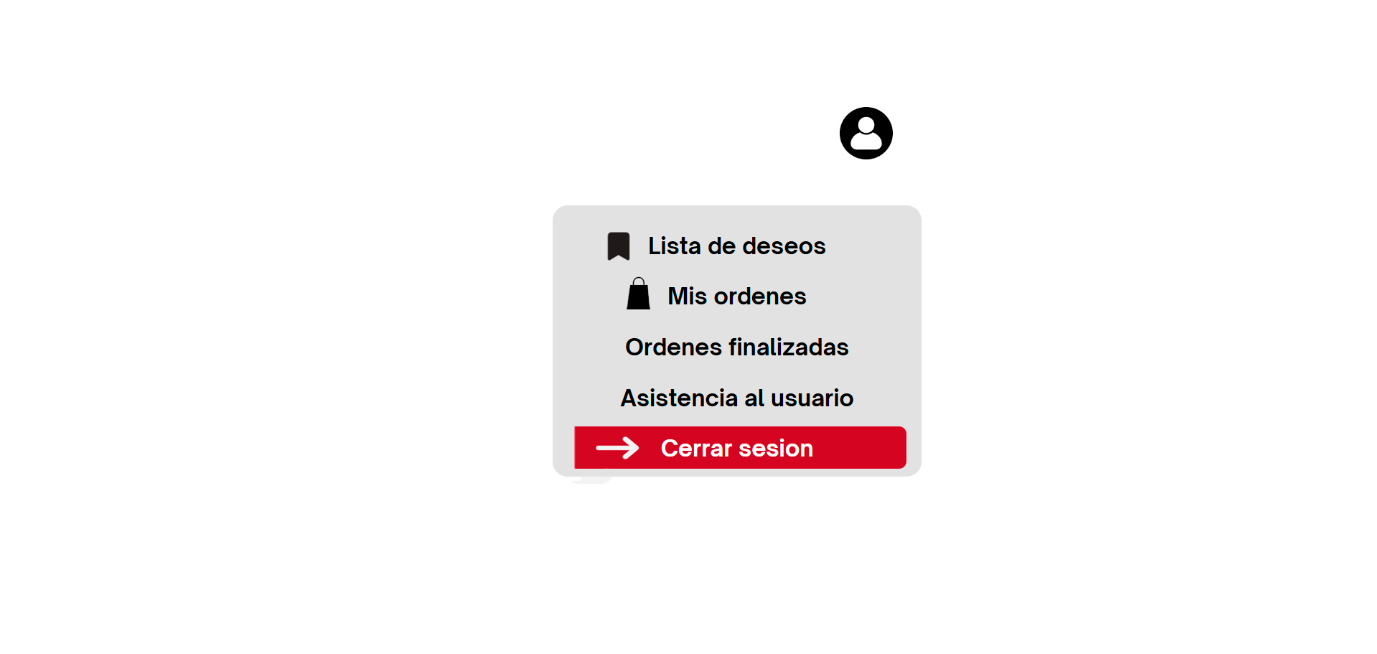 Lista de deseos
Mis ordenes
Ordenes finalizadas
Asistencia al usuario
Cerrar sesion